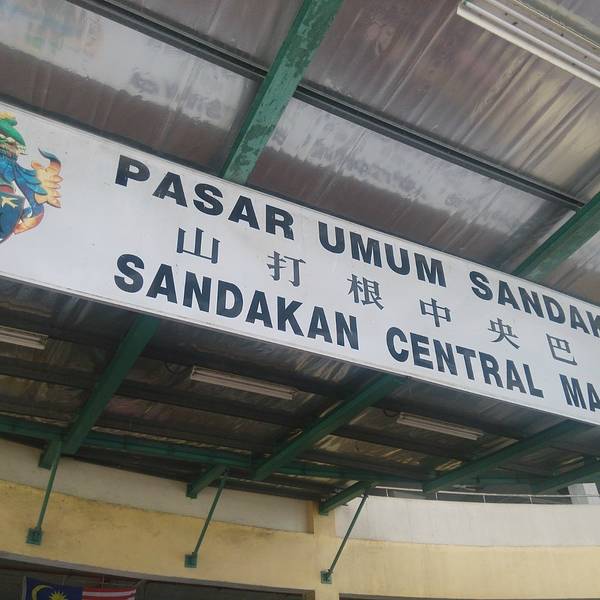 PASAR UMUM SANDAK
山打根中央巴
SANDAKAN CENTRAL MA